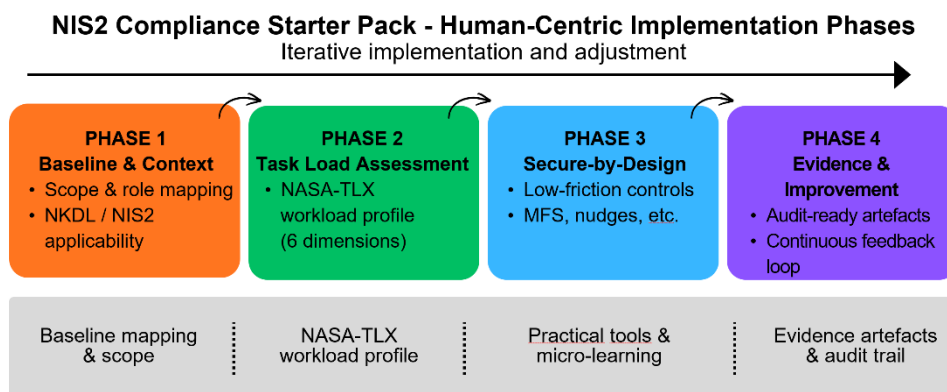 NIS2 Compliance Starter Pack - Human-Centric Implementation Phases
Iterative implementation and adjustment
PHASE 1
Baseline & Context
• Scope & role mapping
• NKDL / NIS2
applicability
PHASE 2
Task Load Assessment
• NASA-TLX
workload profile
(6 dimensions)
PHASE 3
Secure-by-Design
• Low-friction controls
• MFS, nudges, etc.
PHASE 4
Evidence &
Improvement
• Audit-ready artefacts
• Continuous feedback
loop
Baseline mapping
& scope
NASA-TLX
workload profile
Practical tools &
micro-learning
Evidence artefacts
& audit trail